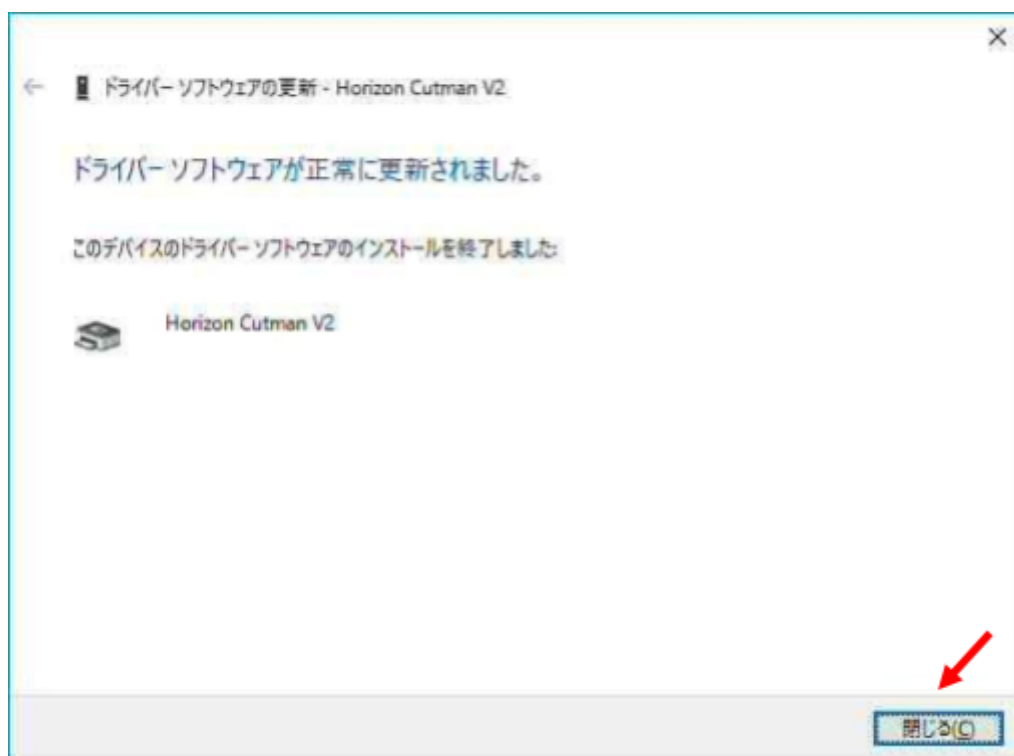 ドライバー ソフトウェアの更新 - Horizon Cutman V2
ドライバー ソフトウェアが正常に更新されました。
このデバイスのドライバー ソフトウェアのインストールを終了しました:
Horizon Cutman V2
閉じる(C)